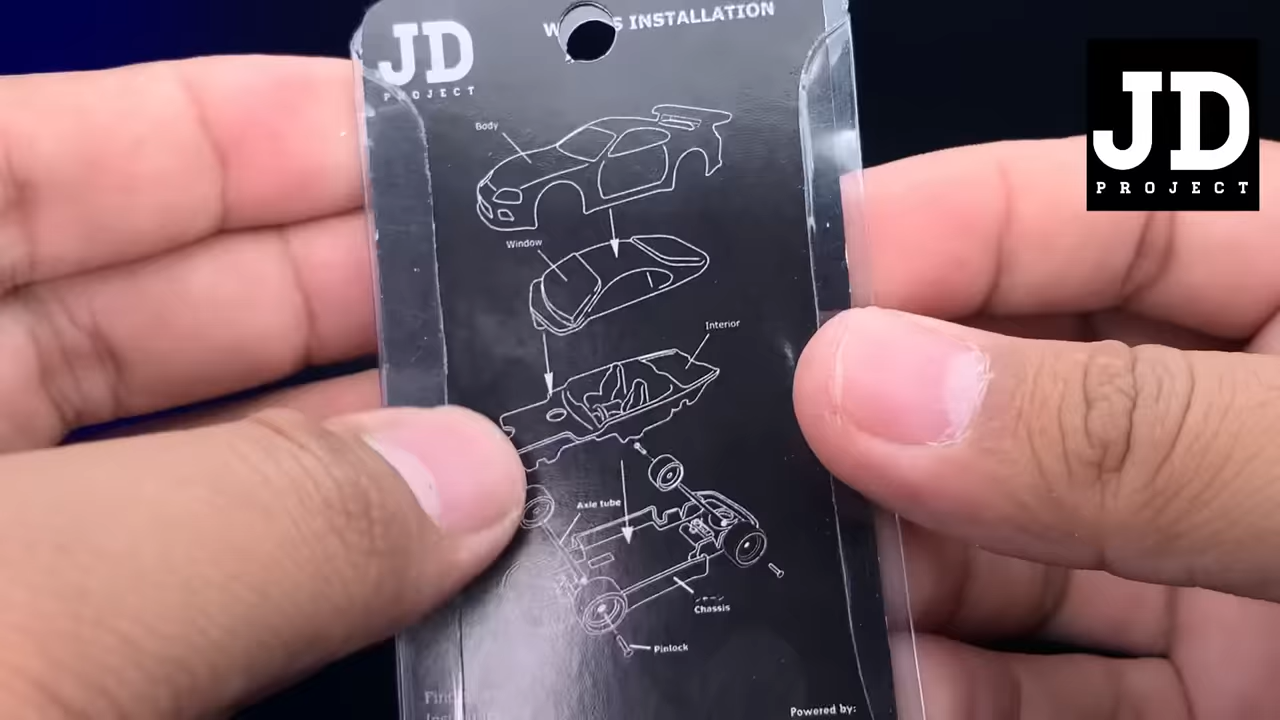 JD
PROJECT
W S INSTALLATION
JD
PROJECT
Body
Window
Interior
Axle tube
Chassis
Pinlock
Powered by: